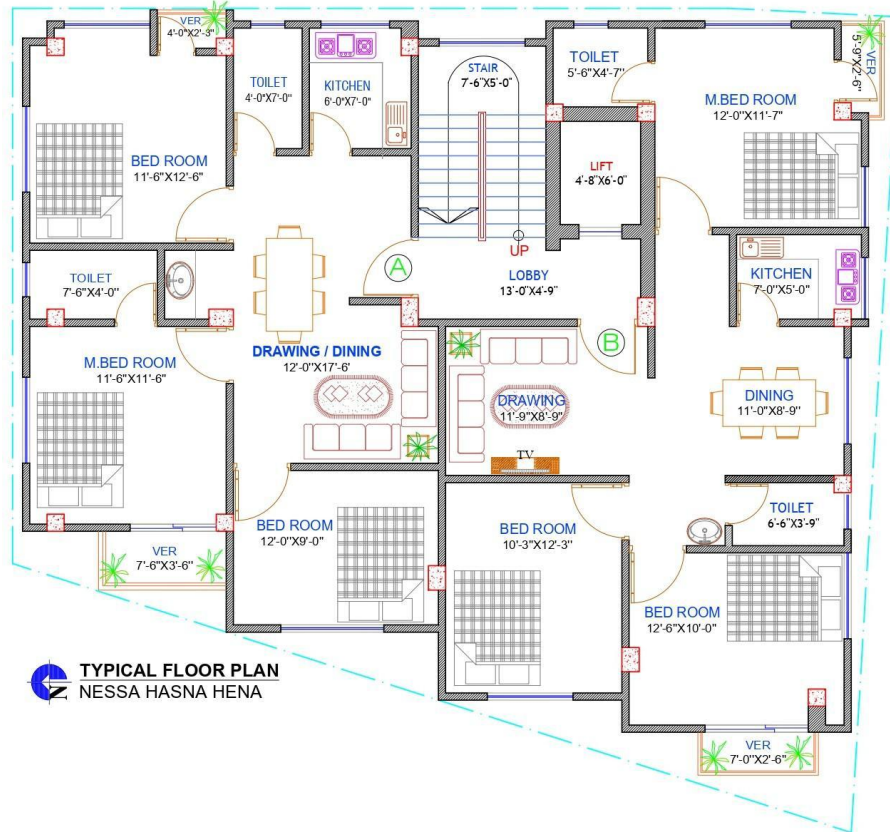 VER
4'-0"X2'-3"
TOILET
4'-0"X7'-0"
KITCHEN
6'-0"X7'-0"
STAIR
7'-6"X5'-0"
TOILET
5'-6"X4'-7"
VER
5'-9"X2'-6"
M.BED ROOM
12'-0"X11'-7"
BED ROOM
11'-6"X12'-6"
LIFT
4'-8"X6'-0"
UP
A
LOBBY
13'-0"X4'-9"
TOILET
7'-6"X4'-0"
KITCHEN
7'-0"X5'-0"
B
M.BED ROOM
11'-6"X11'-6"
DRAWING / DINING
12'-0"X17'-6'
DRAWING
11'-9"X8'-9"
DINING
11'-0"X8'-9"
TV
BED ROOM
12'-0"X9'-0"
BED ROOM
10'-3"X12'-3"
TOILET
6'-6"X3'-9"
VER
7'-6"X3'-6"
BED ROOM
12'-6"X10'-0"
N
TYPICAL FLOOR PLAN
NESSA HASNA HENA
VER
7'-0"X2'-6"